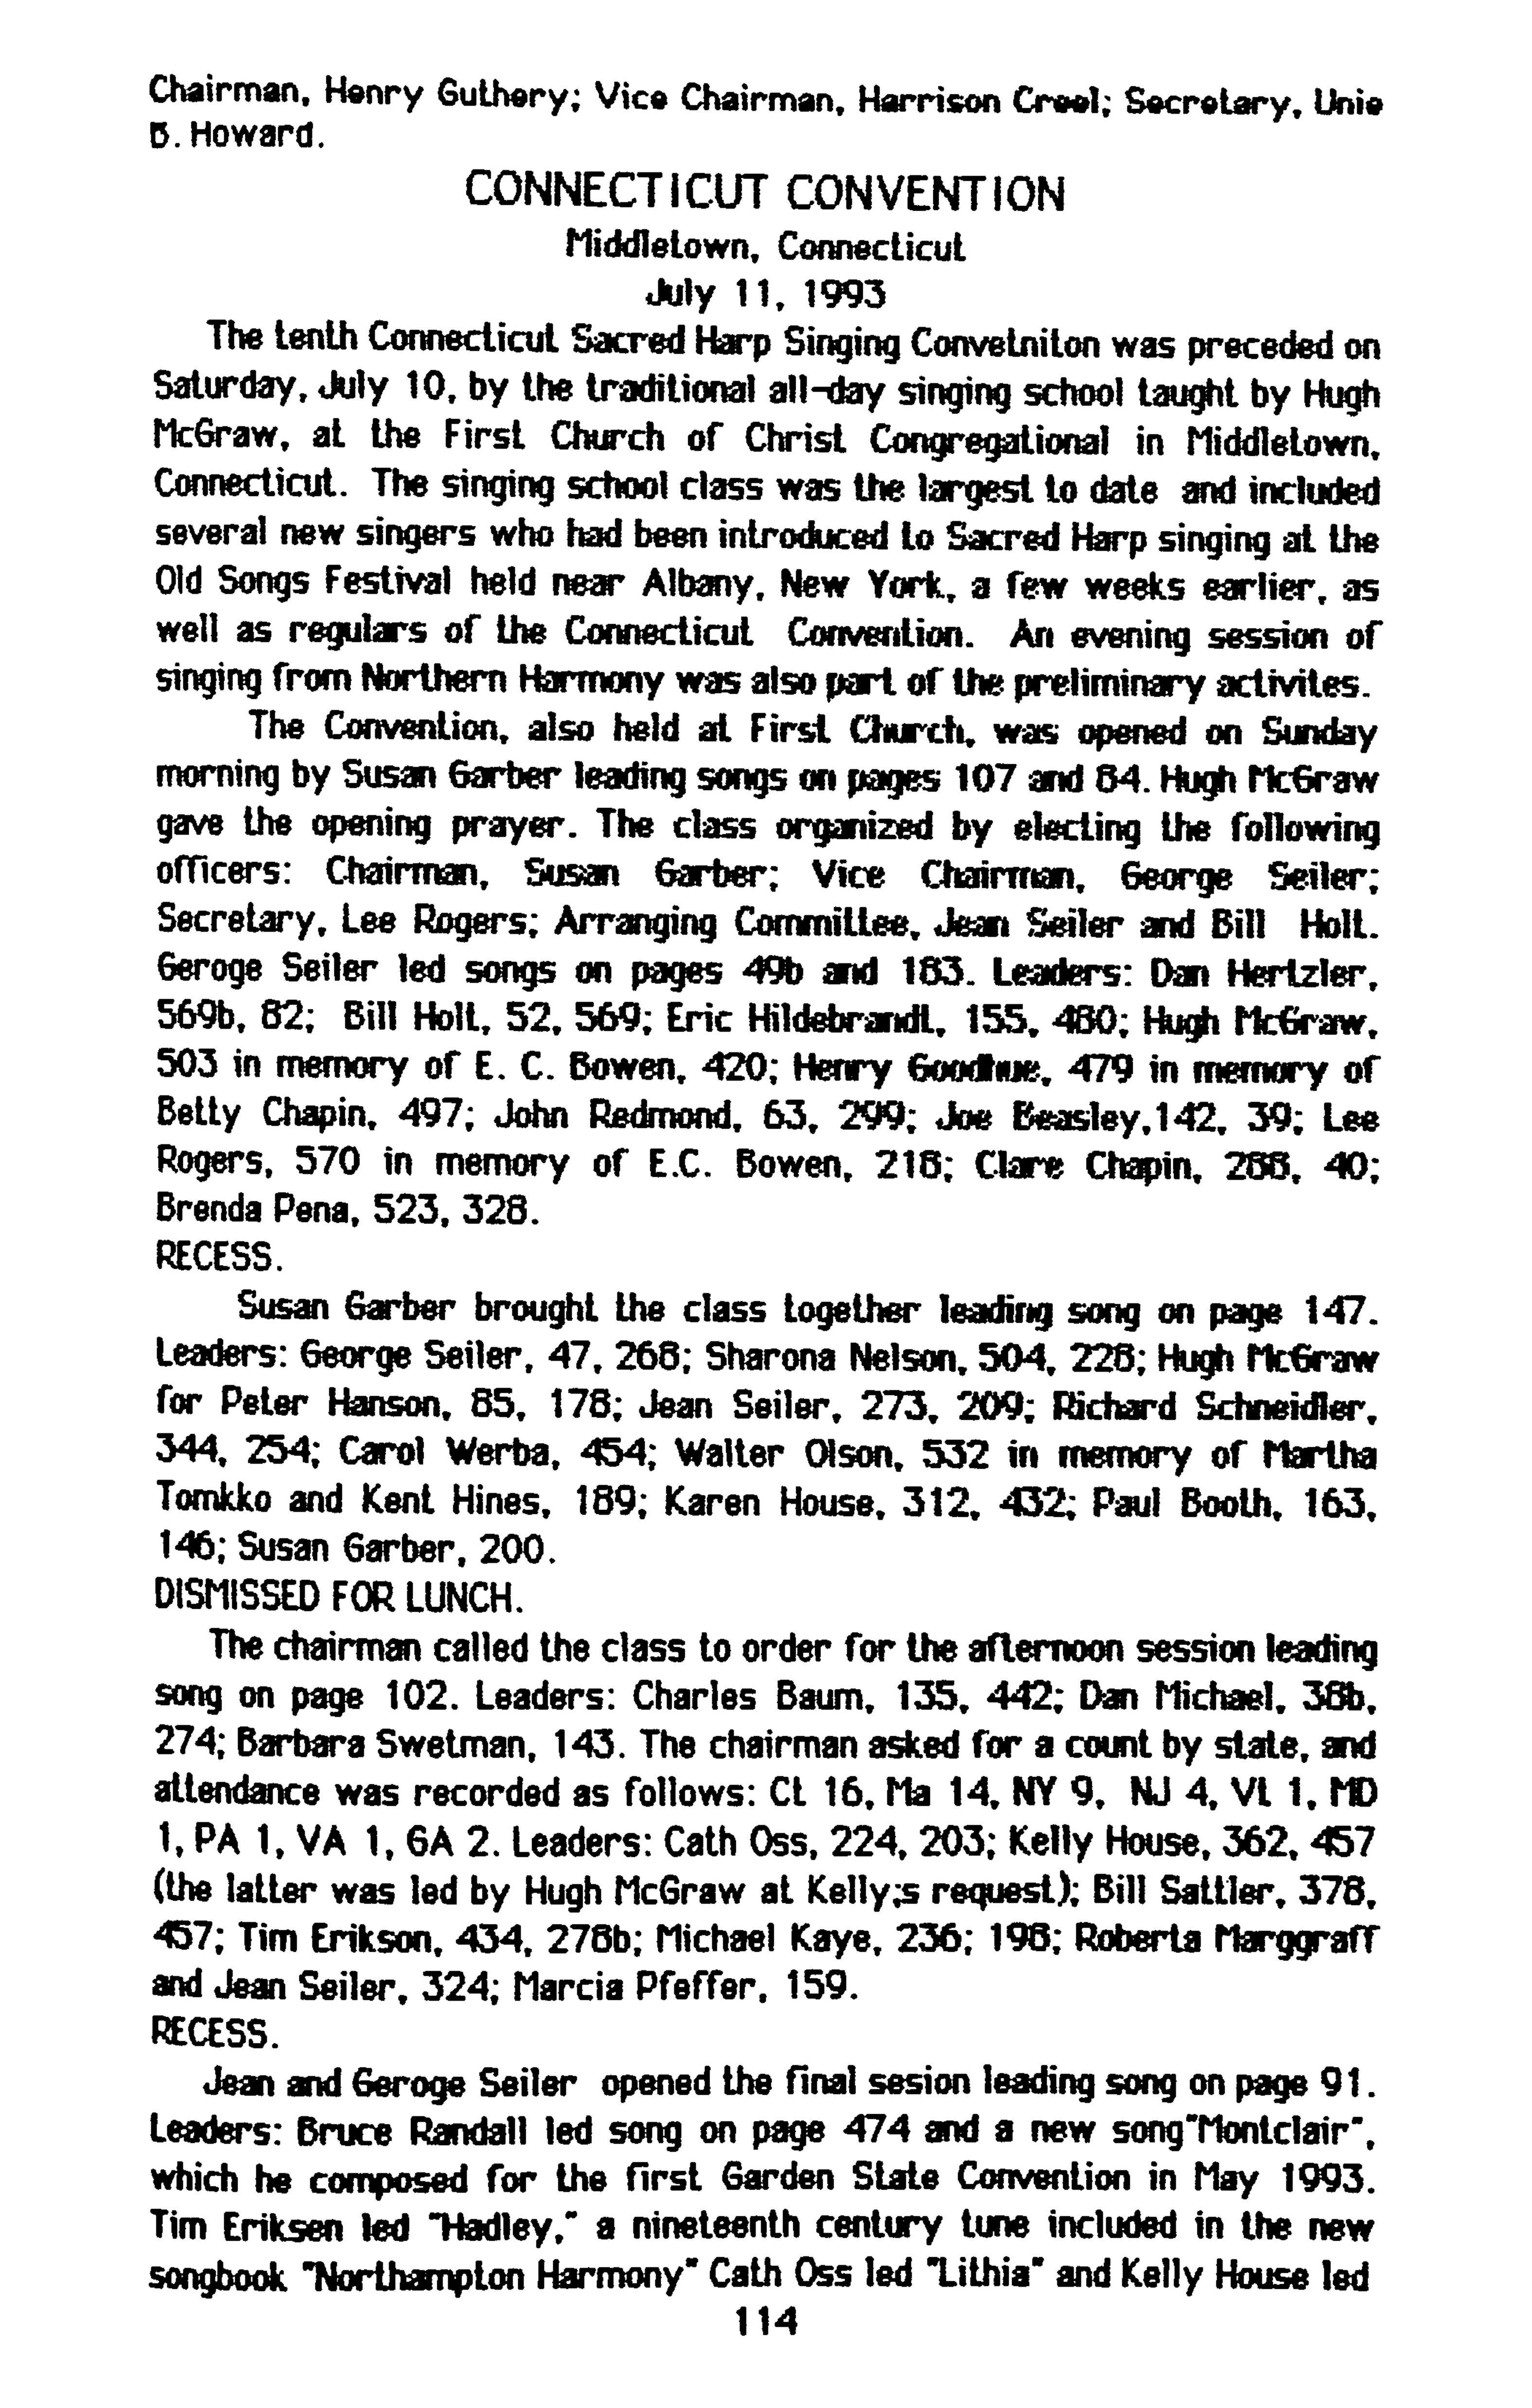 Chairman, Henry Guthery; Vice Chairman, Harrison Creel; Secretary, Unie
B. Howard.
CONNECTICUT CONVENTION
Middletown, Connecticut
July 11, 1993
The tenth Connecticut Sacred Harp Singing Convetniton was preceded on
Saturday, July 10, by the traditional all-day singing school taught by Hugh
McGraw, at the First Church of Christ Congregational in Middletown,
Connecticut. The singing school class was the largest to date and included
several new singers who had been introduced to Sacred Harp singing at the
Old Songs Festival held near Albany, New York, a few weeks earlier, as
well as regulars of the Connecticut Convention. An evening session of
singing from Northern Harmony was also part of the preliminary activites.
The Convention, also held at First Church, was opened on Sunday
morning by Susan Garber leading songs on pages 107 and 84. Hugh McGraw
gave the opening prayer. The class organized by electing the following
officers: Chairman, Susan Garber; Vice Chairman, George Seiler;
Secretary, Lee Rogers; Arranging Committee, Jean Seiler and Bill Holt.
Geroge Seiler led songs on pages 49b and 183. Leaders: Dan Hertzler,
569b, 82; Bill Holt, 52, 569; Eric Hildebrandt, 155, 480; Hugh McGraw,
503 in memory of E. C. Bowen, 420; Henry Goodhue, 479 in memory of
Betty Chapin, 497; John Redmond, 63, 299; Joe Beasley,142, 39; Lee
Rogers, 570 in memory of E.C. Bowen, 218; Clare Chapin, 288, 40;
Brenda Pena, 523, 328.
RECESS.
Susan Garber brought the class together leading song on page 147.
Leaders: George Seiler, 47, 268; Sharona Nelson, 504, 228; Hugh McGraw
for Peter Hanson, 85, 178; Jean Seiler, 273, 209; Richard Schneidler,
344, 254; Carol Werba, 454; Walter Olson, 532 in memory of Martha
Tomkko and Kent Hines, 189; Karen House, 312, 432; Paul Booth, 163,
146; Susan Garber, 200.
DISMISSED FOR LUNCH.
The chairman called the class to order for the afternoon session leading
song on page 102. Leaders: Charles Baum, 135, 442; Dan Michael, 38b,
274; Barbara Swetman, 143. The chairman asked for a count by state, and
attendance was recorded as follows: Ct 16, Ma 14, NY 9, NJ 4, Vt 1, MD
1, PA 1, VA 1, GA 2. Leaders: Cath Oss, 224, 203; Kelly House, 362, 457
(the latter was led by Hugh McGraw at Kelly;s request); Bill Sattler, 378,
457; Tim Erikson, 434, 278b; Michael Kaye, 236; 198; Roberta Marggraff
and Jean Seiler, 324; Marcia Pfeffer, 159.
RECESS.
Jean and Geroge Seiler opened the final sesion leading song on page 91.
Leaders: Bruce Randall led song on page 474 and a new song"Montclair",
which he composed for the first Garden State Convention in May 1993.
Tim Eriksen led "Hadley," a nineteenth century tune included in the new
songbook "Northampton Harmony" Cath Oss led "Lithia" and Kelly House led
114